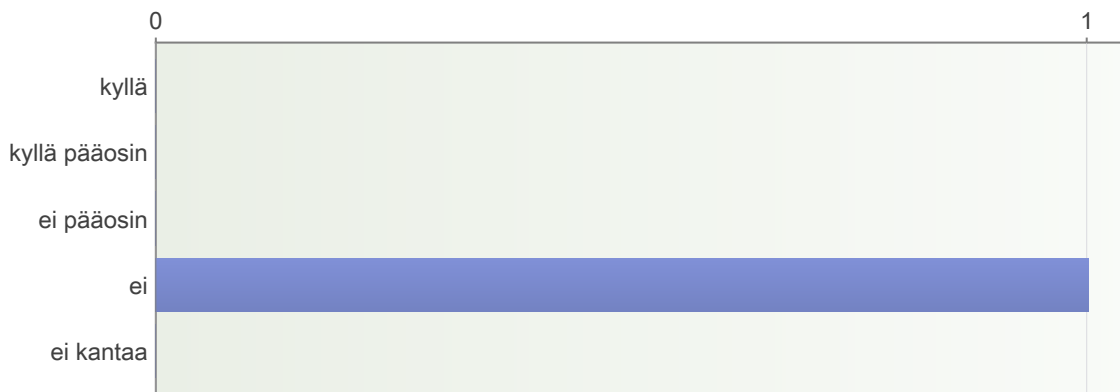 0 1
kyllä
kyllä pääosin
ei pääosin
ei
ei kantaa